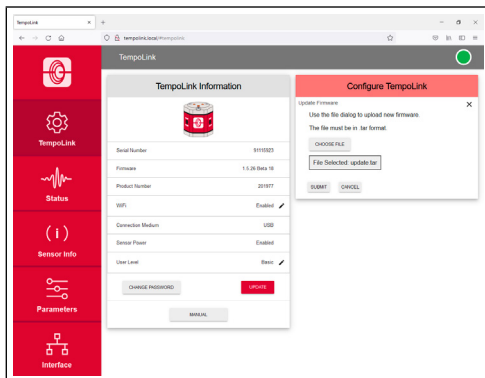 TempoLink
tempolink.local/#tempolink
TempoLink
TempoLink
Status
Sensor Info
Parameters
Interface
TempoLink Information
Serial Number 91115923
Firmware 1.5.26 Beta 10
Product Number 201977
WiFi Enabled
Connection Medium USB
Sensor Power Enabled
User Level Basic
CHANGE PASSWORD UPDATE
MANUAL
Configure TempoLink
Update Firmware
Use the file dialog to upload new firmware
The file must be in .tar format.
CHOOSE FILE
File Selected: update.tar
SUBMIT CANCEL